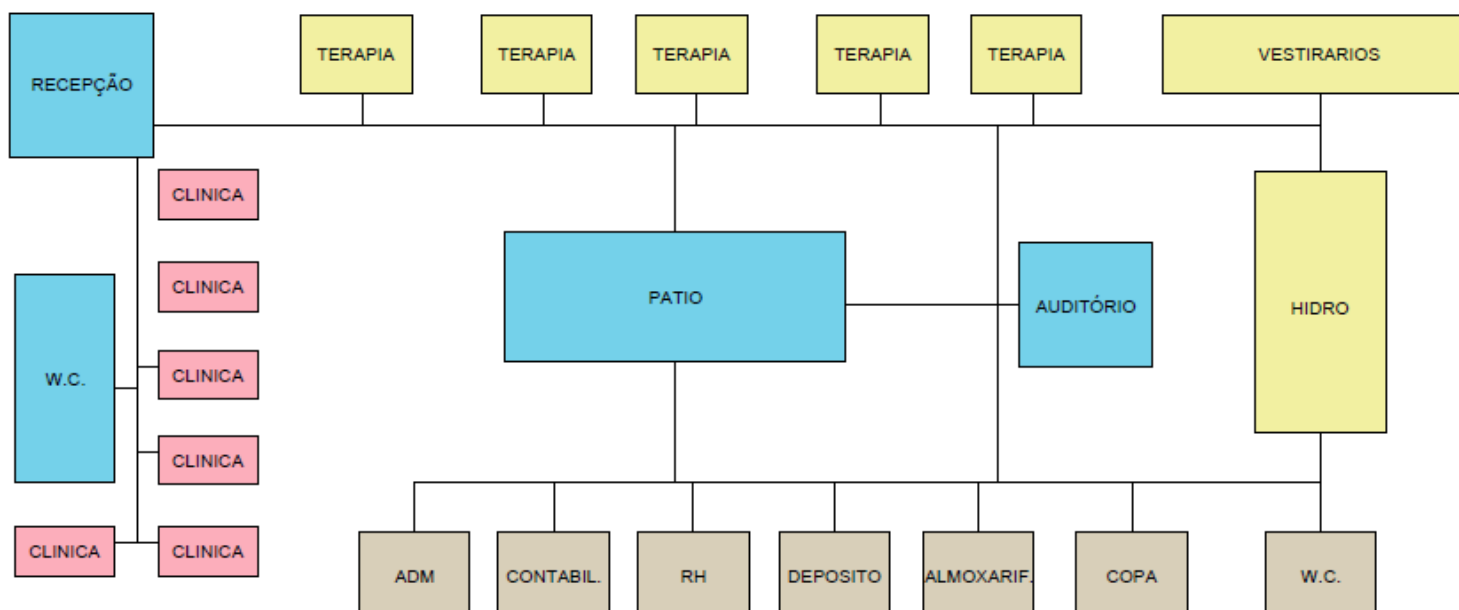 RECEPÇÃO
TERAPIA
TERAPIA
TERAPIA
TERAPIA
TERAPIA
VESTIRARIOS
CLINICA
CLINICA
W.C.
CLINICA
CLINICA
CLINICA
CLINICA
PATIO
AUDITÓRIO
HIDRO
ADM
CONTABIL.
RH
DEPOSITO
ALMOXARIF.
COPA
W.C.